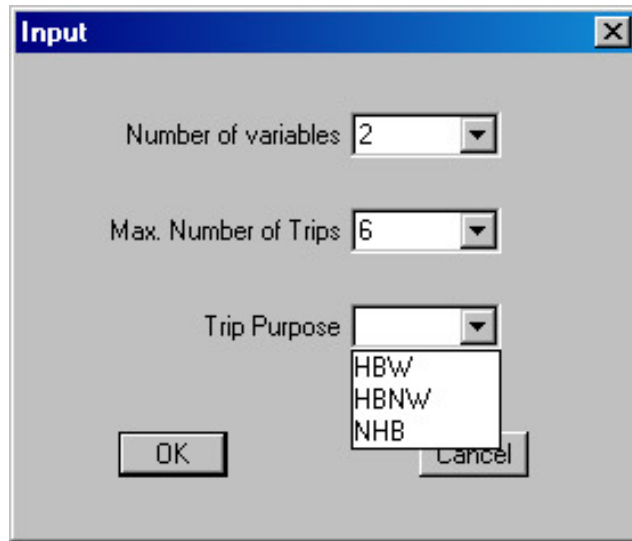 Input
Number of variables 2
Max. Number of Trips 6
Trip Purpose
HBW
HBNW
NHB
OK Cancel